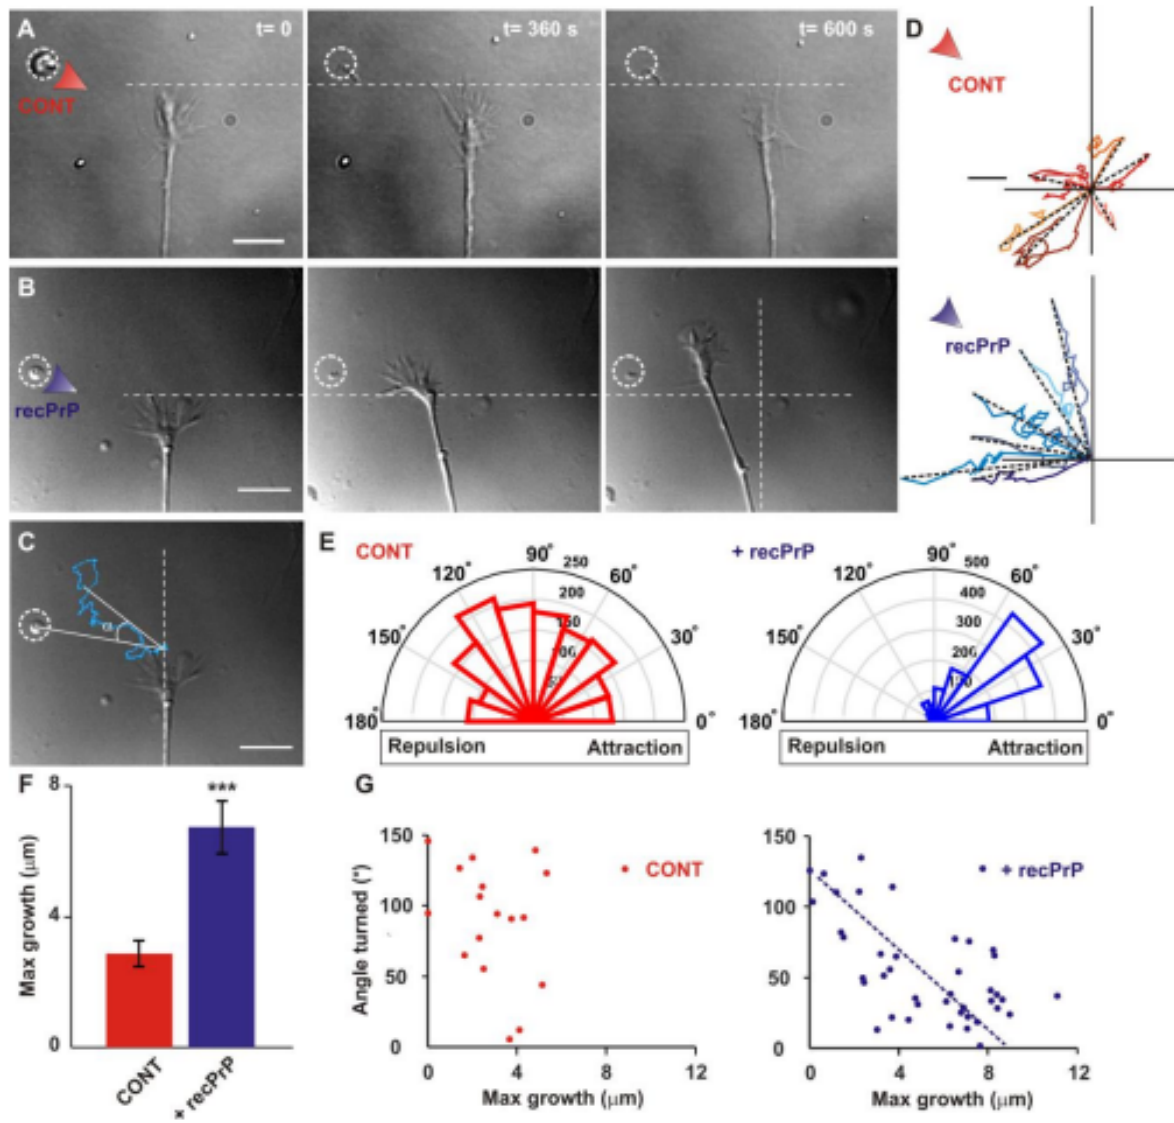 A
t= 0
t= 360 s
t= 600 s
CONT
B
recPrP
C
α
D
CONT
recPrP
E
CONT
90°
250
120°
60°
200
150
150°
100
30°
50
180°
0°
Repulsion
Attraction
+ recPrP
90°
500
120°
60°
400
300
150°
200
30°
100
180°
0°
Repulsion
Attraction
F
8
***
Max growth (μm)
4
0
CONT
+ recPrP
G
150
CONT
Angle turned (°)
100
50
0
0
4
8
12
Max growth (μm)
150
+ recPrP
100
50
0
0
4
8
12
Max growth (μm)